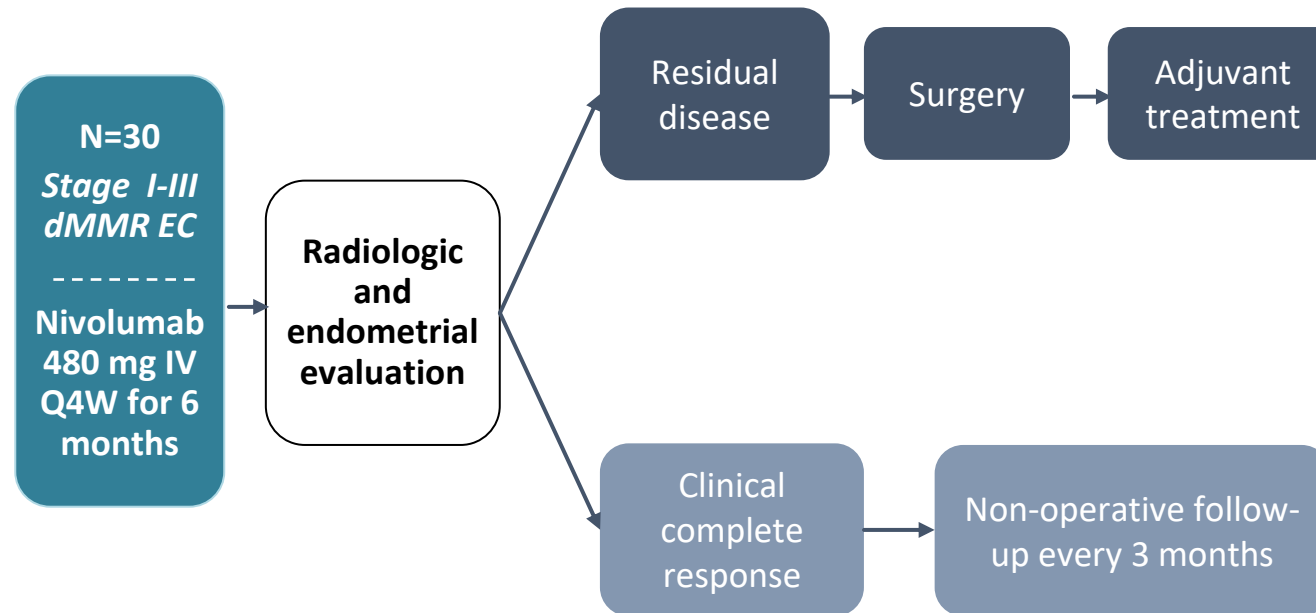 N=30
Stage I-III
dMMR EC
--------
Nivolumab
480 mg IV
Q4W for 6
months
Radiologic
and
endometrial
evaluation
Residual
disease
Surgery
Adjuvant
treatment
Clinical
complete
response
Non-operative follow-
up every 3 months